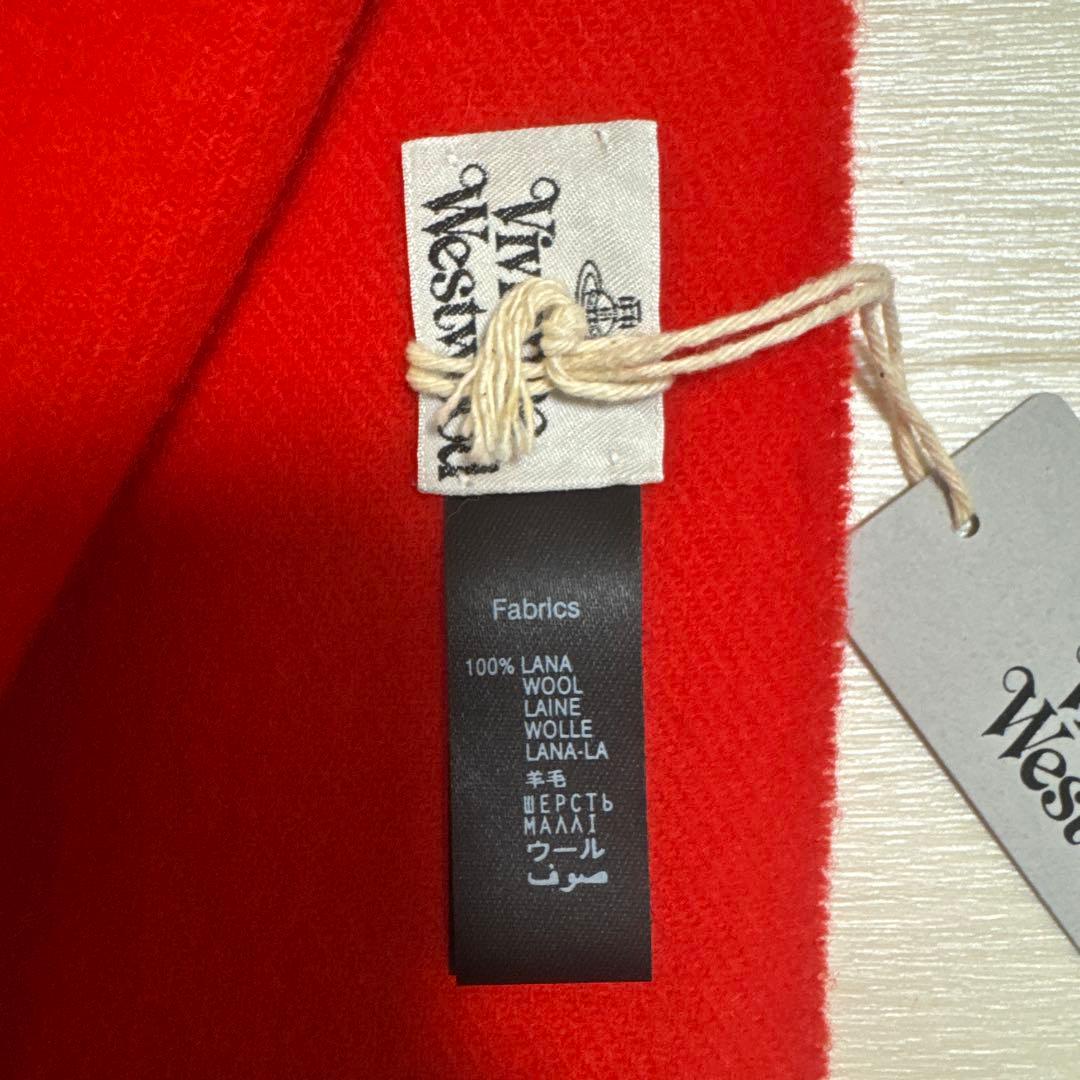 Fabrics
100% LANA
WOOL
LAINE
WOLLE
LANA-LA
羊毛
ШЕРСТЬ
ΜΑΛΛΙ
ウール
صوف